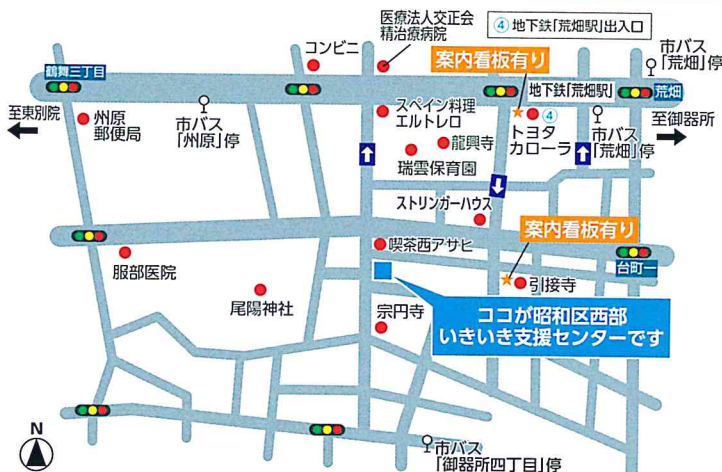 医療法人交正会
精治療病院
④ 地下鉄「荒畑駅」出入口
コンビニ
市バス
「荒畑」停
案内看板有り
鶴舞三丁目
地下鉄「荒畑駅」
荒畑
至東別院
州原
郵便局
市バス
「州原」停
スペイン料理
エルトレロ
龍興寺
瑞雲保育園
④
トヨタ
カローラ
市バス
「荒畑」停
至御器所
ストリンガーハウス
喫茶西アサヒ
案内看板有り
台町一
服部医院
尾陽神社
引接寺
宗円寺
ココが昭和区西部
いきいき支援センターです
N
市バス
「御器所四丁目」停